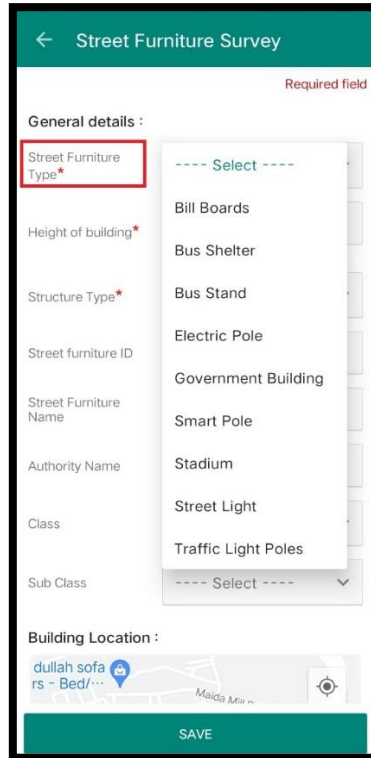 Street Furniture Survey
Required field
General details :
Street Furniture
Type*
---- Select ----
Bill Boards
Height of building*
Bus Shelter
Structure Type*
Bus Stand
Electric Pole
Street furniture ID
Government Building
Street Furniture
Name
Smart Pole
Authority Name
Stadium
Street Light
Class
Traffic Light Poles
Sub Class
---- Select ----
Building Location :
dullah sofa
rs - Bed/...
Maida Mill
SAVE